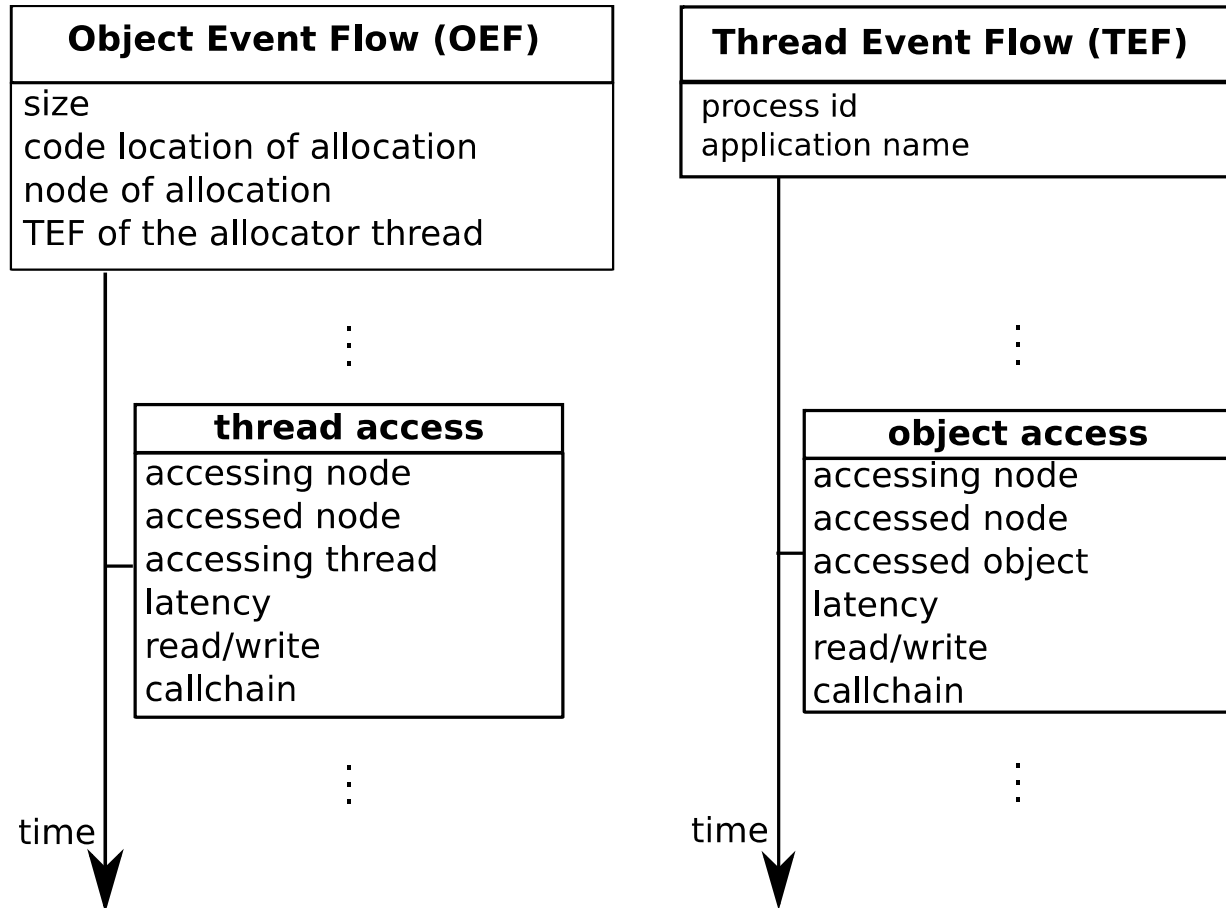 Object Event Flow (OEF)
size
code location of allocation
node of allocation
TEF of the allocator thread
thread access
accessing node
accessed node
accessing thread
latency
read/write
callchain
time
Thread Event Flow (TEF)
process id
application name
object access
accessing node
accessed node
accessed object
latency
read/write
callchain
time